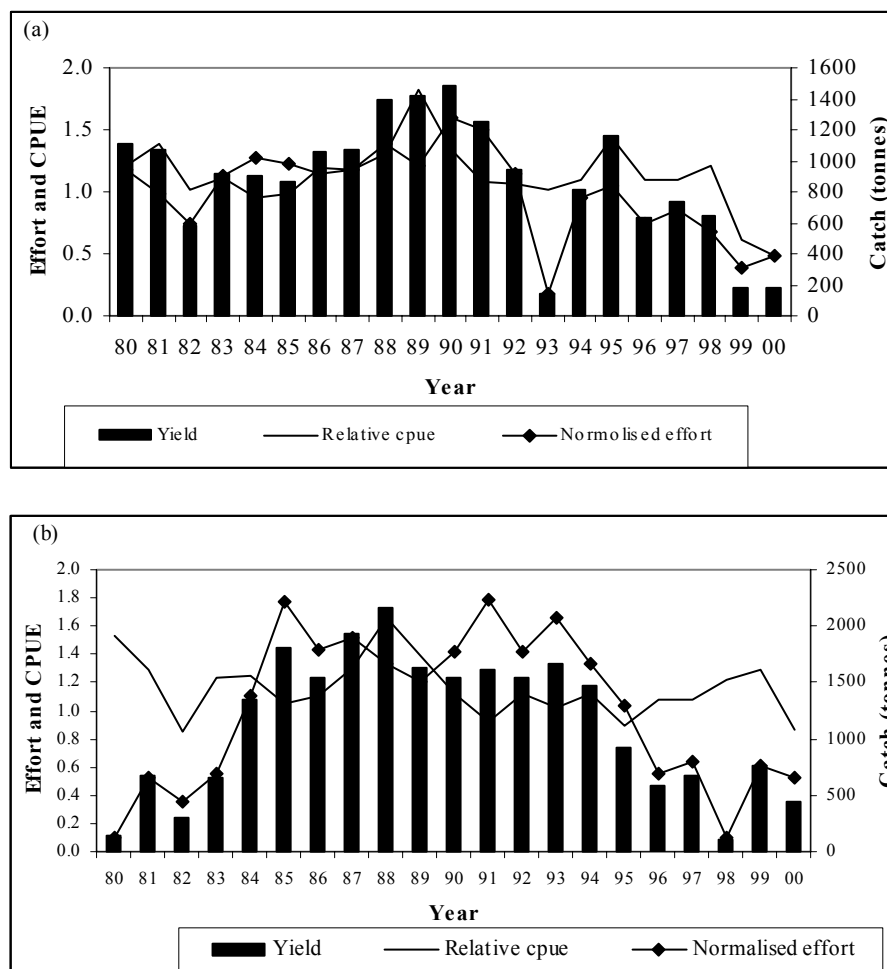 (a)
Effort and CPUE
2.0
1.5
1.0
0.5
0.0
1600
1400
1200
1000
800
600
400
200
0
Catch (tonnes)
80 81 82 83 84 85 86 87 88 89 90 91 92 93 94 95 96 97 98 99 00
Year
Yield Relative cpue Normolised effort
(b)
Effort and CPUE
2.0
1.8
1.6
1.4
1.2
1.0
0.8
0.6
0.4
0.2
0.0
2500
2000
1500
1000
500
0
Catch (tonnes)
80 81 82 83 84 85 86 87 88 89 90 91 92 93 94 95 96 97 98 99 00
Year
Yield Relative cpue Normalised effort